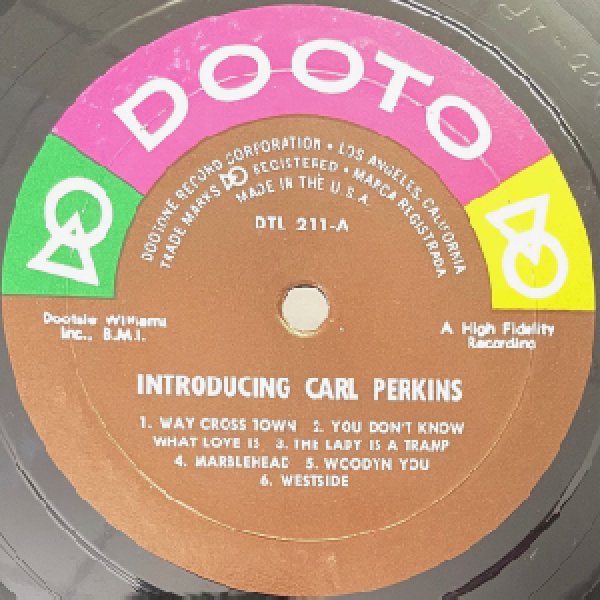 DOOTO
DOOTONE RECORD CORPORATION • LOS ANGELES, CALIFORNIA
TRADE MARKS DO REGISTERED • MARCA REGISTRADA
MADE IN THE U.S.A.
DTL 211-A
Dootsie Williams
Inc., B.M.I.
A High Fidelity
Recording
INTRODUCING CARL PERKINS
1. WAY CROSS TOWN 2. YOU DON'T KNOW
WHAT LOVE IS 3. THE LADY IS A TRAMP
4. MARBLEHEAD 5. WOODYN YOU
6. WESTSIDE